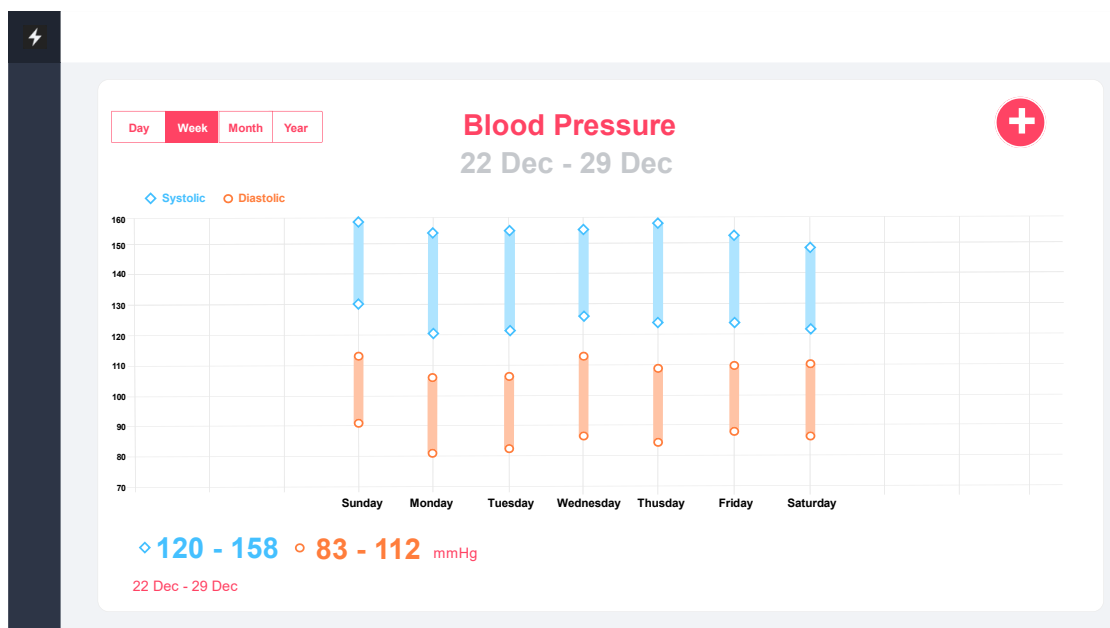 Day Week Month Year
Blood Pressure
22 Dec - 29 Dec
Systolic Diastolic
160
150
140
130
120
110
100
90
80
70
Sunday Monday Tuesday Wednesday Thusday Friday Saturday
120 - 158 83 - 112 mmHg
22 Dec - 29 Dec